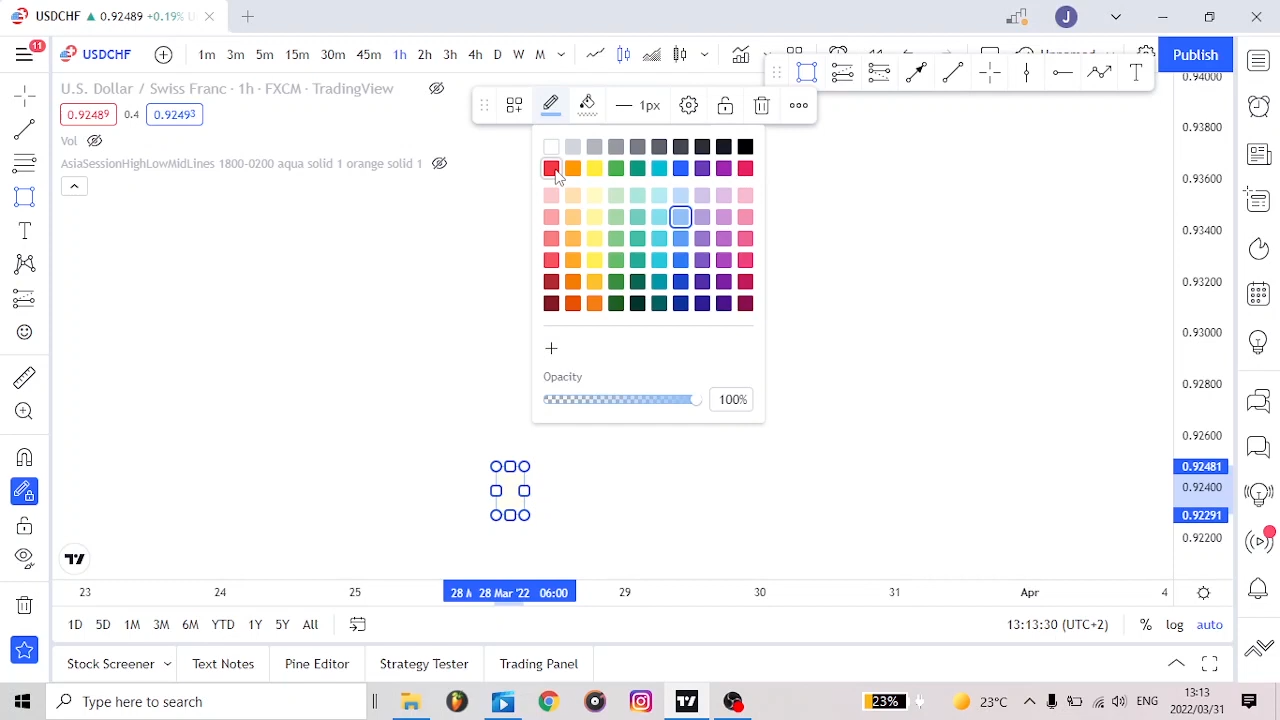 USDCHF ▲ 0.92489 +0.19% U
J
11
USDCHF 1m 3m 5m 15m 30m 45m 1h 2h 3h 4h D W M Unnamed Publish
U.S. Dollar / Swiss Franc · 1h · FXCM · TradingView
0.92489 0.4 0.92493
Vol
AsiaSessionHighLowMidLines 1800-0200 aqua solid 1 orange solid 1
1px
T
T
Opacity
100%
0.94000
0.93800
0.93600
0.93400
0.93200
0.93000
0.92800
0.92600
0.92481
0.92400
0.92291
0.92200
23 24 25 28 M 28 Mar '22 06:00 29 30 31 Apr 4
1D 5D 1M 3M 6M YTD 1Y 5Y All 13:13:30 (UTC+2) % log auto
Stock Screener Text Notes Pine Editor Strategy Tester Trading Panel
Type here to search 23% 23°C ENG 13:13
2022/03/31